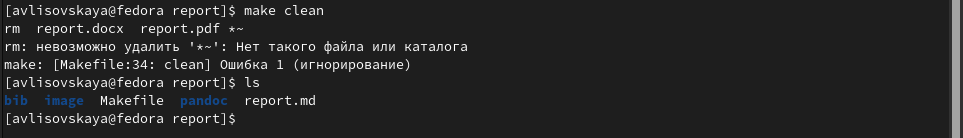 [avlisovskaya@fedora report]$ make clean
rm  report.docx  report.pdf *~
rm: невозможно удалить '*~': Нет такого файла или каталога
make: [Makefile:34: clean] Ошибка 1 (игнорирование)
[avlisovskaya@fedora report]$ ls
bib  image  Makefile  pandoc  report.md
[avlisovskaya@fedora report]$